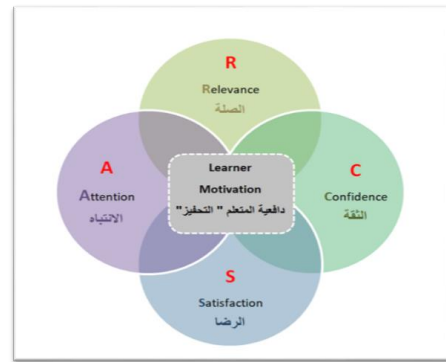 R
Relevance
الصلة
A
Attention
الانتباه
Learner
Motivation
دافعية المتعلم " التحفيز"
C
Confidence
الثقة
S
Satisfaction
الرضا